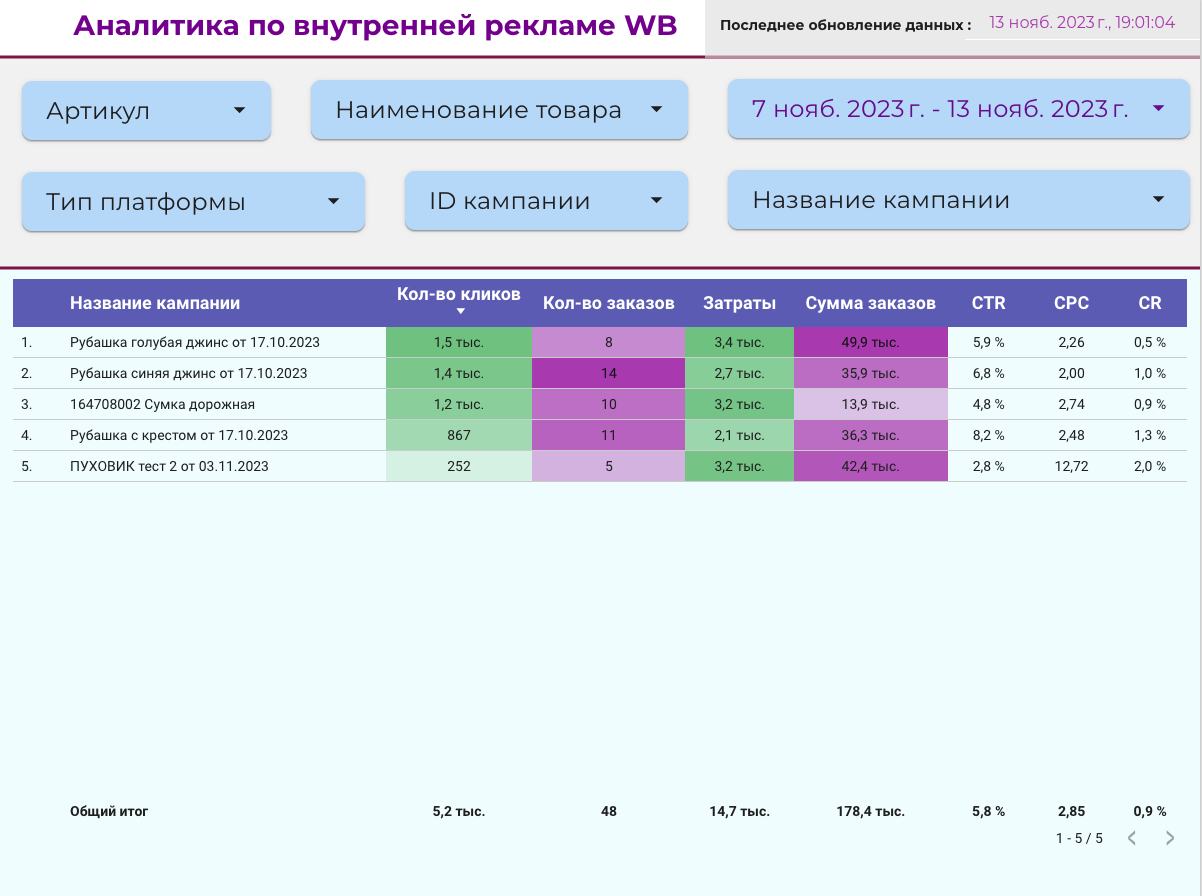 Аналитика по внутренней рекламе WB
Последнее обновление данных : 13 нояб. 2023 г., 19:01:04
Артикул Наименование товара 7 нояб. 2023 г. - 13 нояб. 2023 г.
Тип платформы ID кампании Название кампании
Название кампании Кол-во кликов Кол-во заказов Затраты Сумма заказов CTR CPC CR
1. Рубашка голубая джинс от 17.10.2023 1,5 тыс. 8 3,4 тыс. 49,9 тыс. 5,9 % 2,26 0,5 %
2. Рубашка синяя джинс от 17.10.2023 1,4 тыс. 14 2,7 тыс. 35,9 тыс. 6,8 % 2,00 1,0 %
3. 164708002 Сумка дорожная 1,2 тыс. 10 3,2 тыс. 13,9 тыс. 4,8 % 2,74 0,9 %
4. Рубашка с крестом от 17.10.2023 867 11 2,1 тыс. 36,3 тыс. 8,2 % 2,48 1,3 %
5. ПУХОВИК тест 2 от 03.11.2023 252 5 3,2 тыс. 42,4 тыс. 2,8 % 12,72 2,0 %
Общий итог 5,2 тыс. 48 14,7 тыс. 178,4 тыс. 5,8 % 2,85 0,9 %
1 - 5 / 5